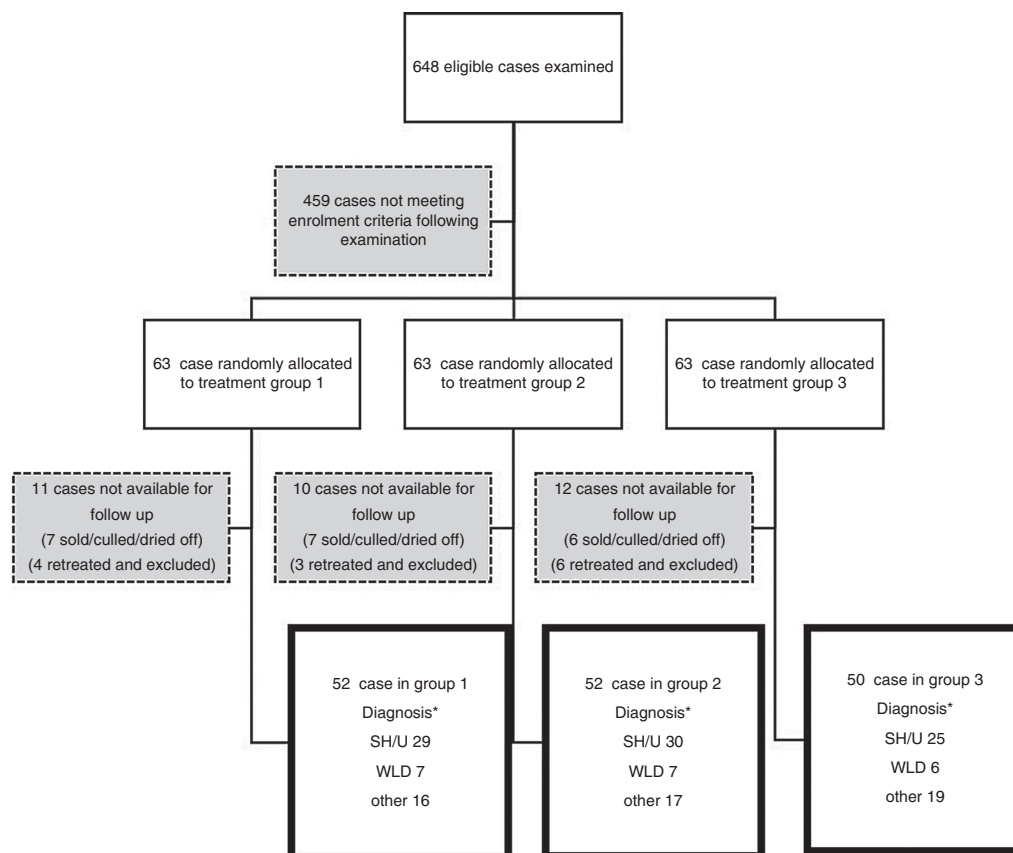 648 eligible cases examined
459 cases not meeting
enrolment criteria following
examination
63 case randomly allocated
to treatment group 1
63 case randomly allocated
to treatment group 2
63 case randomly allocated
to treatment group 3
11 cases not available for
follow up
(7 sold/culled/dried off)
(4 retreated and excluded)
10 cases not available for
follow up
(7 sold/culled/dried off)
(3 retreated and excluded)
12 cases not available for
follow up
(6 sold/culled/dried off)
(6 retreated and excluded)
52 case in group 1
Diagnosis*
SH/U 29
WLD 7
other 16
52 case in group 2
Diagnosis*
SH/U 30
WLD 7
other 17
50 case in group 3
Diagnosis*
SH/U 25
WLD 6
other 19